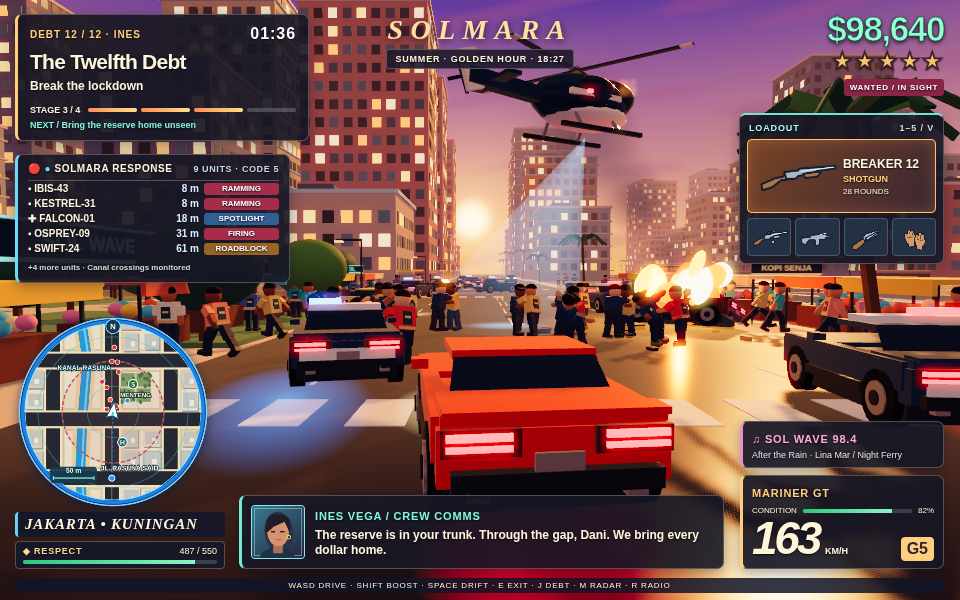 DEBT 12 / 12 · INES
01:36
The Twelfth Debt
Break the lockdown
STAGE 3 / 4
NEXT / Bring the reserve home unseen
SOLMARA
SUMMER · GOLDEN HOUR · 18:27
$98,640
★★★★★
WANTED / IN SIGHT
SOLMARA RESPONSE
9 UNITS · CODE 5
IBIS-43 8 m RAMMING
KESTREL-31 8 m RAMMING
FALCON-01 18 m SPOTLIGHT
OSPREY-09 31 m FIRING
SWIFT-24 61 m ROADBLOCK
+4 more units · Canal crossings monitored
WAVE
LOADOUT
1–5 / V
BREAKER 12
SHOTGUN
28 ROUNDS
KOPI SENJA
N
KANAL RASUNA
S
MENTENG
H
50 m
JL. RASUNA SAID
JAKARTA • KUNINGAN
◆ RESPECT
487 / 550
INES VEGA / CREW COMMS
The reserve is in your trunk. Through the gap, Dani. We bring every
dollar home.
♫ SOL WAVE 98.4
After the Rain · Lina Mar / Night Ferry
MARINER GT
CONDITION
82%
163 KM/H
G5
WASD DRIVE · SHIFT BOOST · SPACE DRIFT · E EXIT · J DEBT · M RADAR · R RADIO